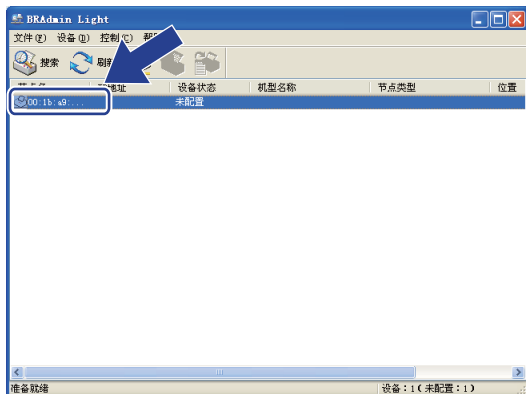 BRAdmin Light
文件(F) 设备(D) 控制(C)
搜索 刷新
设备状态 机型名称 节点类型 位置
00:1b:a9:... 未配置
准备就绪 设备:1(未配置:1)